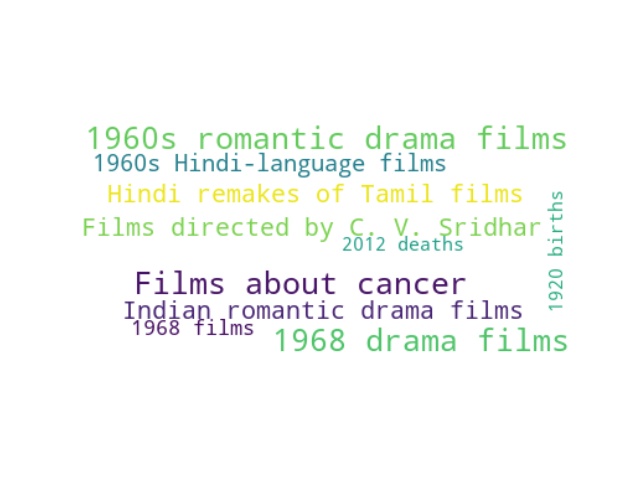 1960s romantic drama films
1960s Hindi-language films
Hindi remakes of Tamil films
Films directed by C. V. Sridhar
2012 deaths
1920 births
Films about cancer
Indian romantic drama films
1968 films
1968 drama films